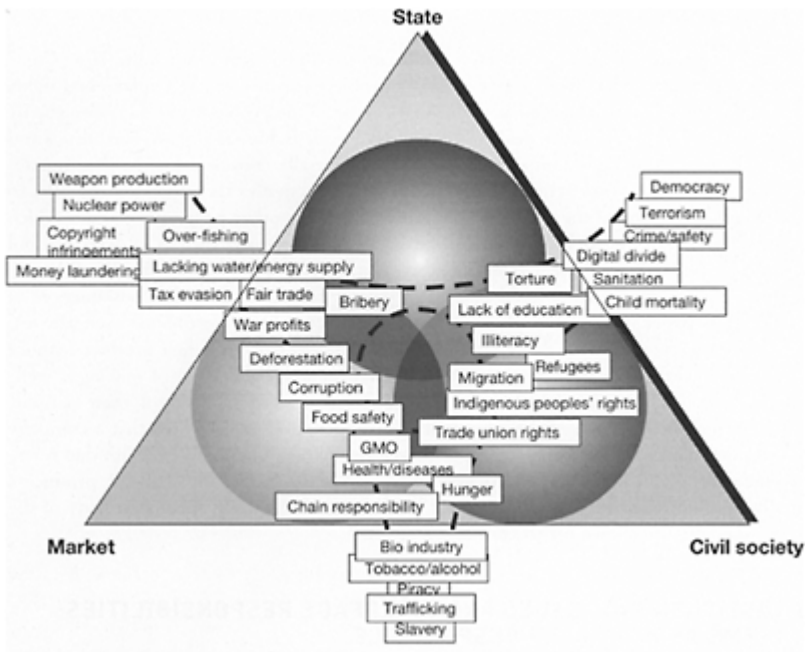 State
Weapon production
Nuclear power
Copyright
infringements
Over-fishing
Money laundering
Lacking water/energy supply
Tax evasion
Fair trade
Bribery
War profits
Deforestation
Corruption
Food safety
GMO
Health/diseases
Chain responsibility
Hunger
Democracy
Terrorism
Crime/safety
Digital divide
Torture
Sanitation
Lack of education
Child mortality
Illiteracy
Refugees
Migration
Indigenous peoples' rights
Trade union rights
Market
Civil society
Bio industry
Tobacco/alcohol
Piracy
Trafficking
Slavery